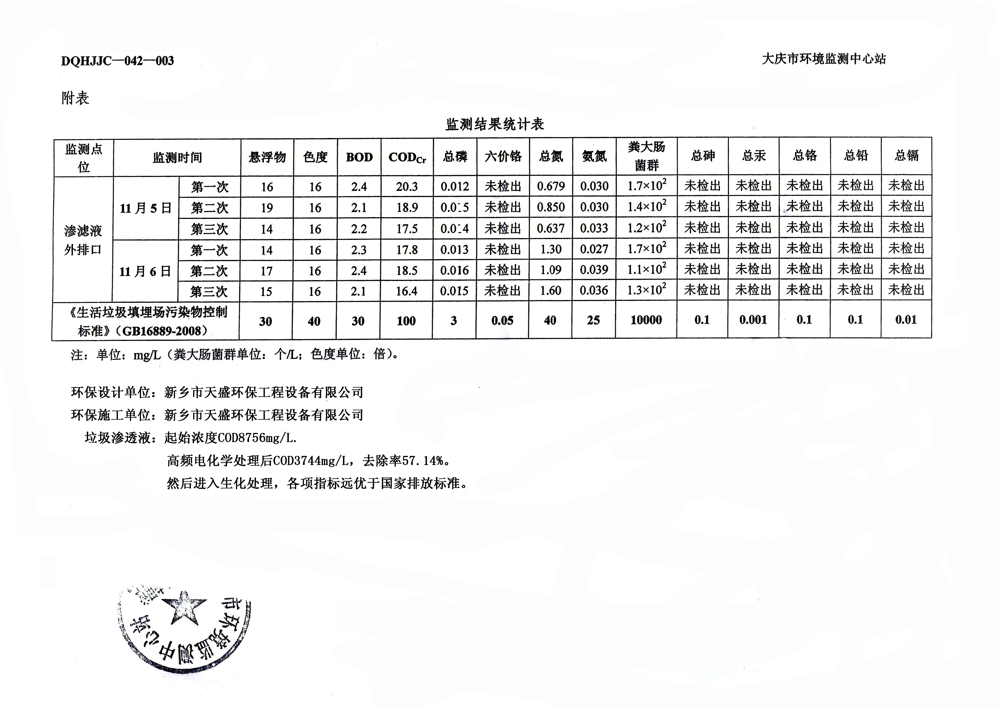 DQHJJC—042—003
大庆市环境监测中心站
附表
监测结果统计表
监测点位 监测时间 悬浮物 色度 BOD CODCr 总磷 六价铬 总氮 氨氮 粪大肠菌群 总砷 总汞 总铬 总铅 总镉
渗滤液外排口 11月5日 第一次 16 16 2.4 20.3 0.012 未检出 0.679 0.030 1.7×10² 未检出 未检出 未检出 未检出 未检出
第二次 19 16 2.1 18.9 0.015 未检出 0.850 0.030 1.4×10² 未检出 未检出 未检出 未检出 未检出
第三次 14 16 2.2 17.5 0.014 未检出 0.637 0.033 1.2×10² 未检出 未检出 未检出 未检出 未检出
11月6日 第一次 14 16 2.3 17.8 0.013 未检出 1.30 0.027 1.7×10² 未检出 未检出 未检出 未检出 未检出
第二次 17 16 2.4 18.5 0.016 未检出 1.09 0.039 1.1×10² 未检出 未检出 未检出 未检出 未检出
第三次 15 16 2.1 16.4 0.015 未检出 1.60 0.036 1.3×10² 未检出 未检出 未检出 未检出 未检出
《生活垃圾填埋场污染物控制标准》（GB16889-2008） 30 40 30 100 3 0.05 40 25 10000 0.1 0.001 0.1 0.1 0.01
注：单位：mg/L（粪大肠菌群单位：个/L；色度单位：倍）。
环保设计单位：新乡市天盛环保工程设备有限公司
环保施工单位：新乡市天盛环保工程设备有限公司
垃圾渗透液：起始浓度COD8756mg/L.
高频电化学处理后COD3744mg/L，去除率57.14%。
然后进入生化处理，各项指标远优于国家排放标准。
市环境监测中心站